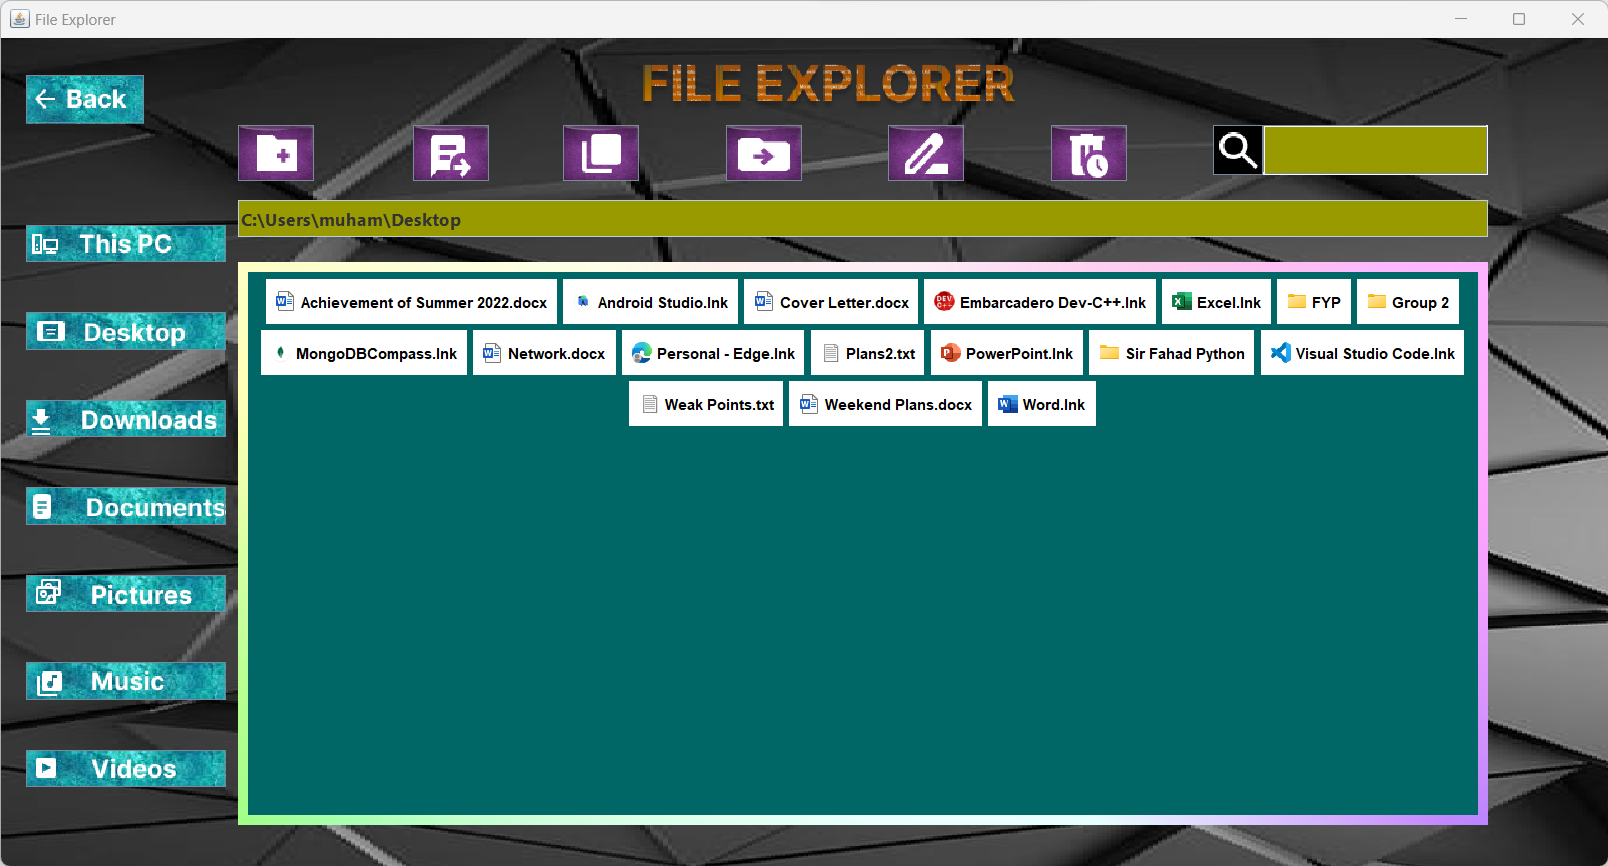 File Explorer
FILE EXPLORER
Back
C:\Users\muham\Desktop
This PC
Desktop
Downloads
Documents
Pictures
Music
Videos
Achievement of Summer 2022.docx Android Studio.lnk Cover Letter.docx DEV C++ Embarcadero Dev-C++.lnk Excel.lnk FYP Group 2
MongoDBCompass.lnk Network.docx Personal - Edge.lnk Plans2.txt PowerPoint.lnk Sir Fahad Python Visual Studio Code.lnk
Weak Points.txt Weekend Plans.docx Word.lnk